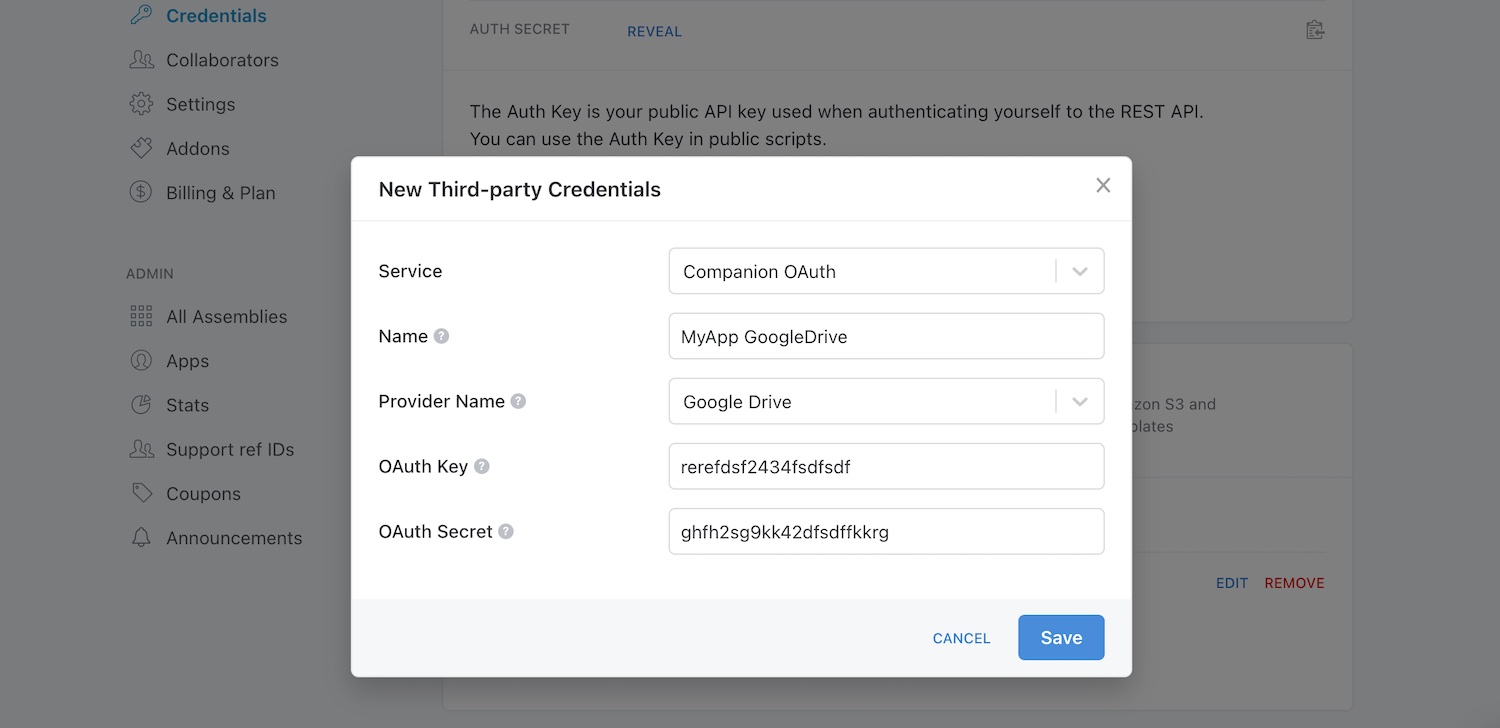 Credentials
Collaborators
Settings
Addons
Billing & Plan
ADMIN
All Assemblies
Apps
Stats
Support ref IDs
Coupons
Announcements
AUTH SECRET REVEAL
The Auth Key is your public API key used when authenticating yourself to the REST API.
You can use the Auth Key in public scripts.
New Third-party Credentials
Service Companion OAuth
Name ? MyApp GoogleDrive
Provider Name ? Google Drive
OAuth Key ? rerefdsf2434fsdfsdf
OAuth Secret ? ghfh2sg9kk42dfsdffkkrg
CANCEL Save
S3 and
EDIT REMOVE